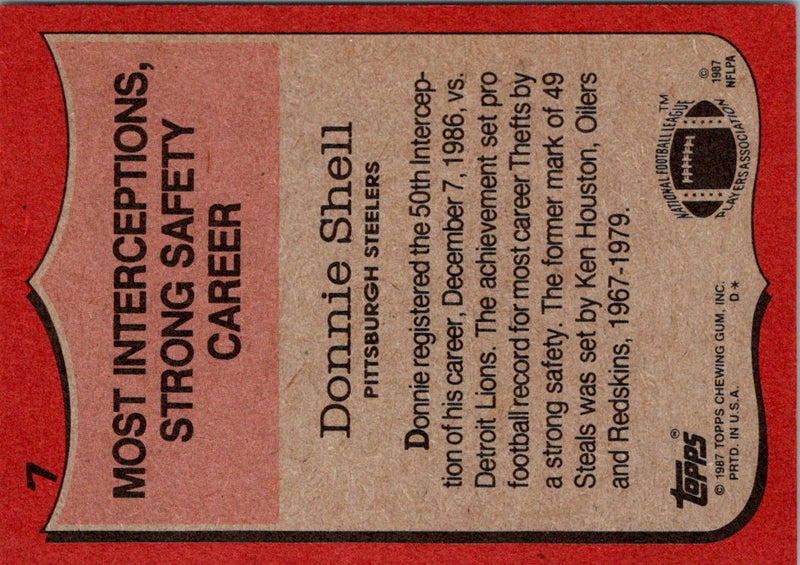 7
MOST INTERCEPTIONS,
STRONG SAFETY
CAREER
Donnie Shell
PITTSBURGH STEELERS
Donnie registered the 50th Intercep-
tion of his career, December 7, 1986, vs.
Detroit Lions. The achievement set pro
football record for most career Thefts by
a strong safety. The former mark of 49
Steals was set by Ken Houston, Oilers
and Redskins, 1967-1979.
topps®
© 1987 TOPPS CHEWING GUM, INC.
PRTD. IN U.S.A. D*
NATIONAL FOOTBALL LEAGUE™
PLAYERS ASSOCIATION
© 1987
NFLPA